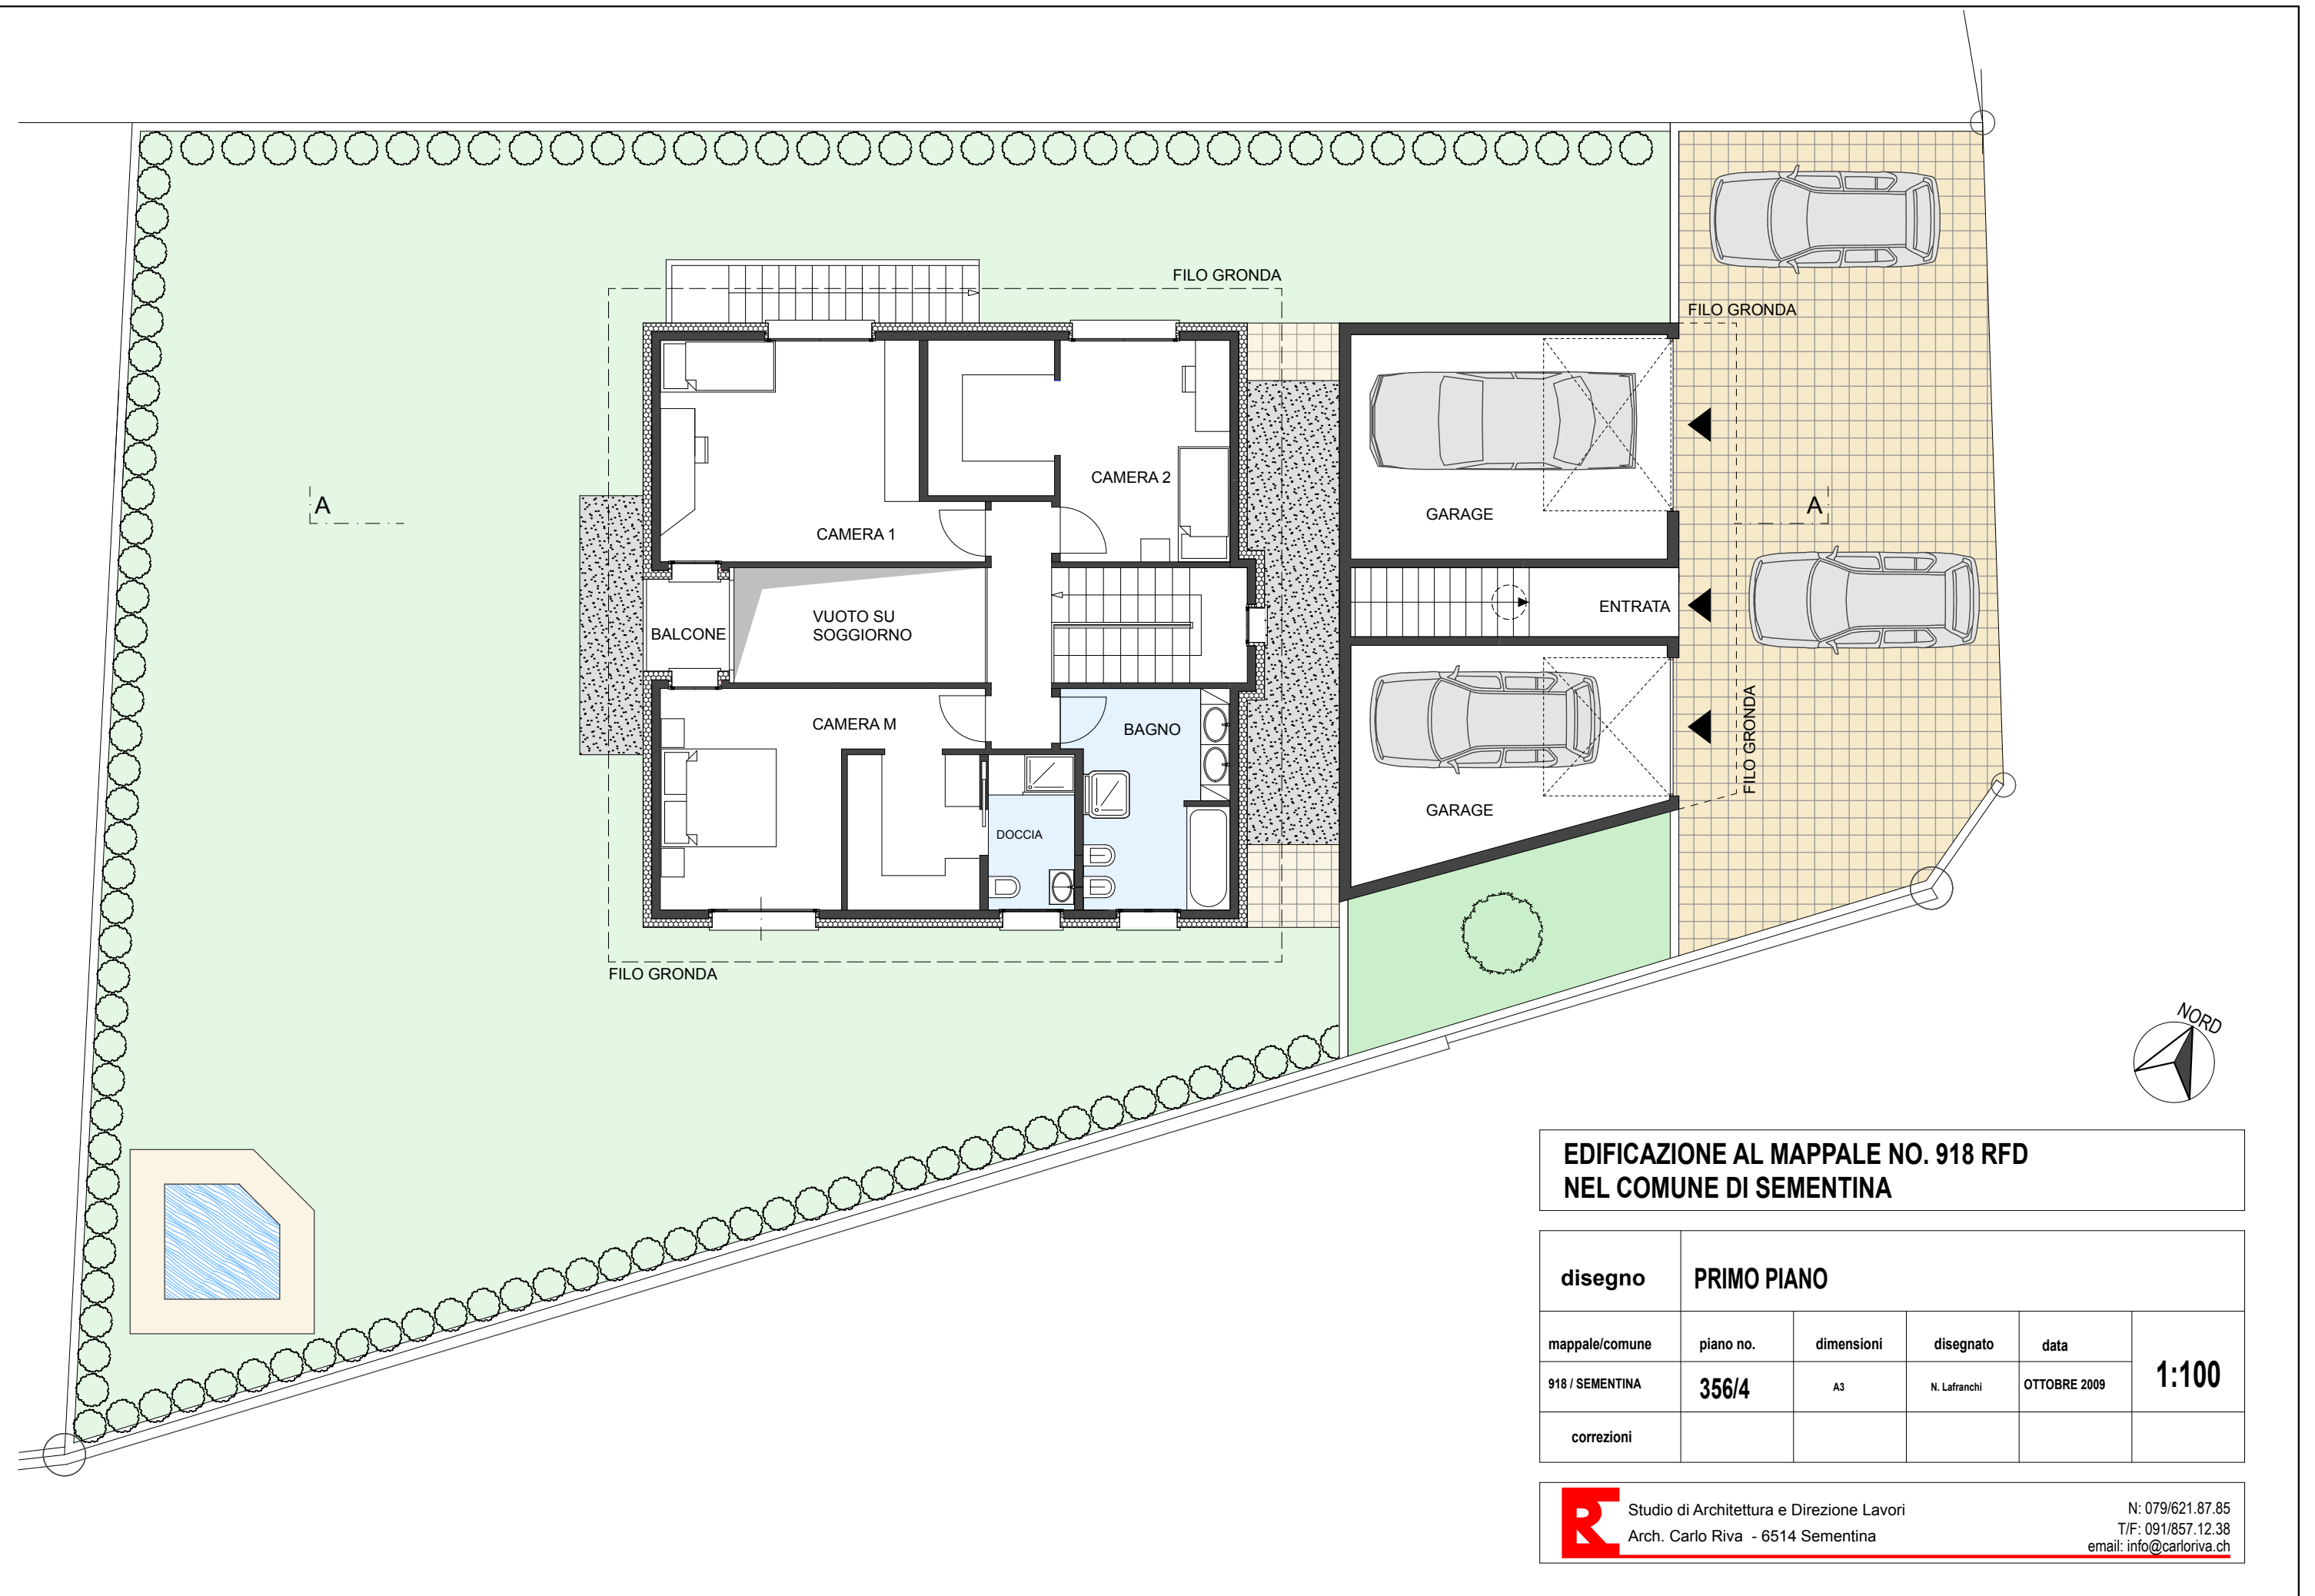 FILO GRONDA
FILO GRONDA
CAMERA 2
A
A
GARAGE
CAMERA 1
ENTRATA
VUOTO SU
SOGGIORNO
BALCONE
CAMERA M
BAGNO
FILO GRONDA
GARAGE
DOCCIA
FILO GRONDA
NORD
EDIFICAZIONE AL MAPPALE NO. 918 RFD
NEL COMUNE DI SEMENTINA
disegno PRIMO PIANO
mappale/comune piano no. dimensioni disegnato data
918 / SEMENTINA 356/4 A3 N. Lafranchi OTTOBRE 2009 1:100
correzioni
R
Studio di Architettura e Direzione Lavori
Arch. Carlo Riva - 6514 Sementina
N: 079/621.87.85
T/F: 091/857.12.38
email: info@carloriva.ch